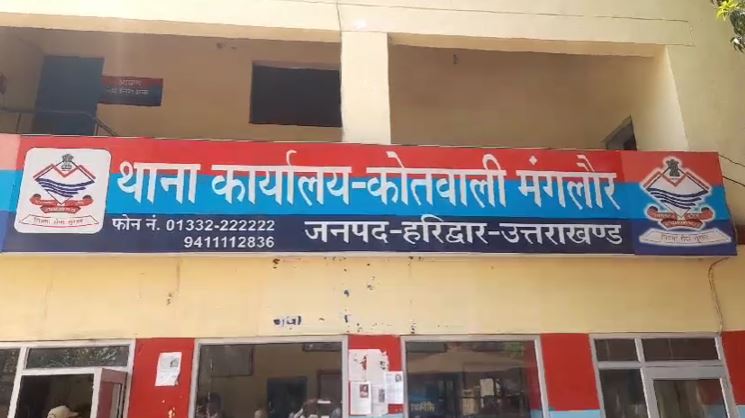 थाना कार्यालय-कोतवाली मंगलौर
फोन नं. 01332-222222
9411112836
जनपद-हरिद्वार-उत्तराखण्ड